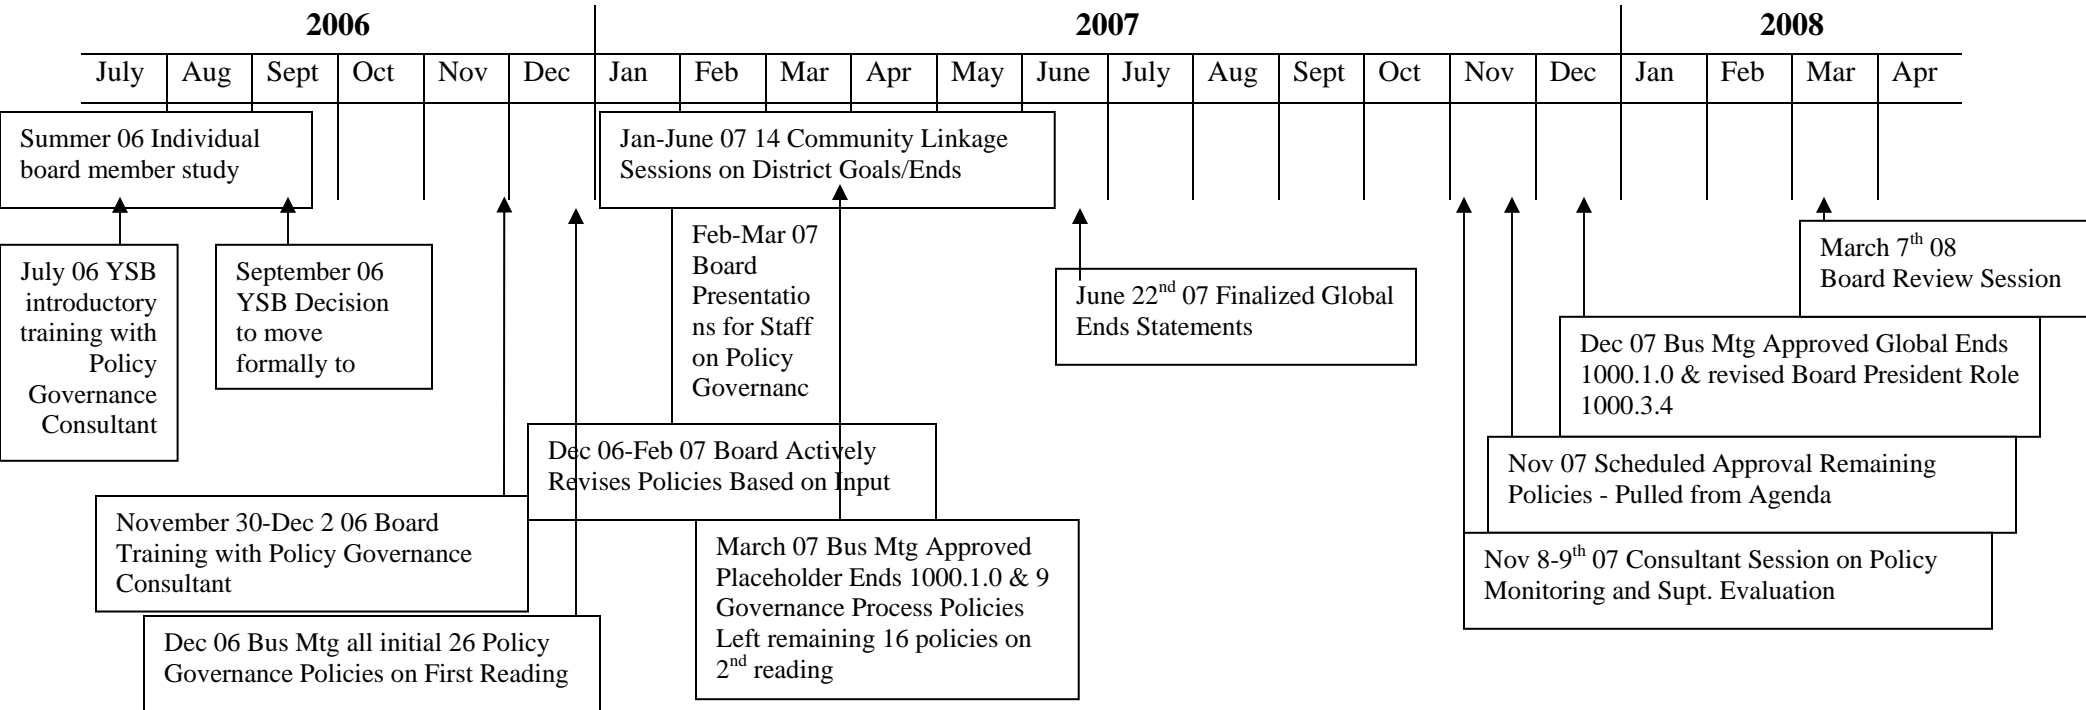 2006 2007 2008
July Aug Sept Oct Nov Dec Jan Feb Mar Apr May June July Aug Sept Oct Nov Dec Jan Feb Mar Apr
Summer 06 Individual
board member study
Jan-June 07 14 Community Linkage
Sessions on District Goals/Ends
July 06 YSB
introductory
training with
Policy
Governance
Consultant
September 06
YSB Decision
to move
formally to
Feb-Mar 07
Board
Presentatio
ns for Staff
on Policy
Governanc
June 22nd 07 Finalized Global
Ends Statements
March 7th 08
Board Review Session
Dec 07 Bus Mtg Approved Global Ends
1000.1.0 & revised Board President Role
1000.3.4
Dec 06-Feb 07 Board Actively
Revises Policies Based on Input
Nov 07 Scheduled Approval Remaining
Policies - Pulled from Agenda
November 30-Dec 2 06 Board
Training with Policy Governance
Consultant
March 07 Bus Mtg Approved
Placeholder Ends 1000.1.0 & 9
Governance Process Policies
Left remaining 16 policies on
2nd reading
Nov 8-9th 07 Consultant Session on Policy
Monitoring and Supt. Evaluation
Dec 06 Bus Mtg all initial 26 Policy
Governance Policies on First Reading